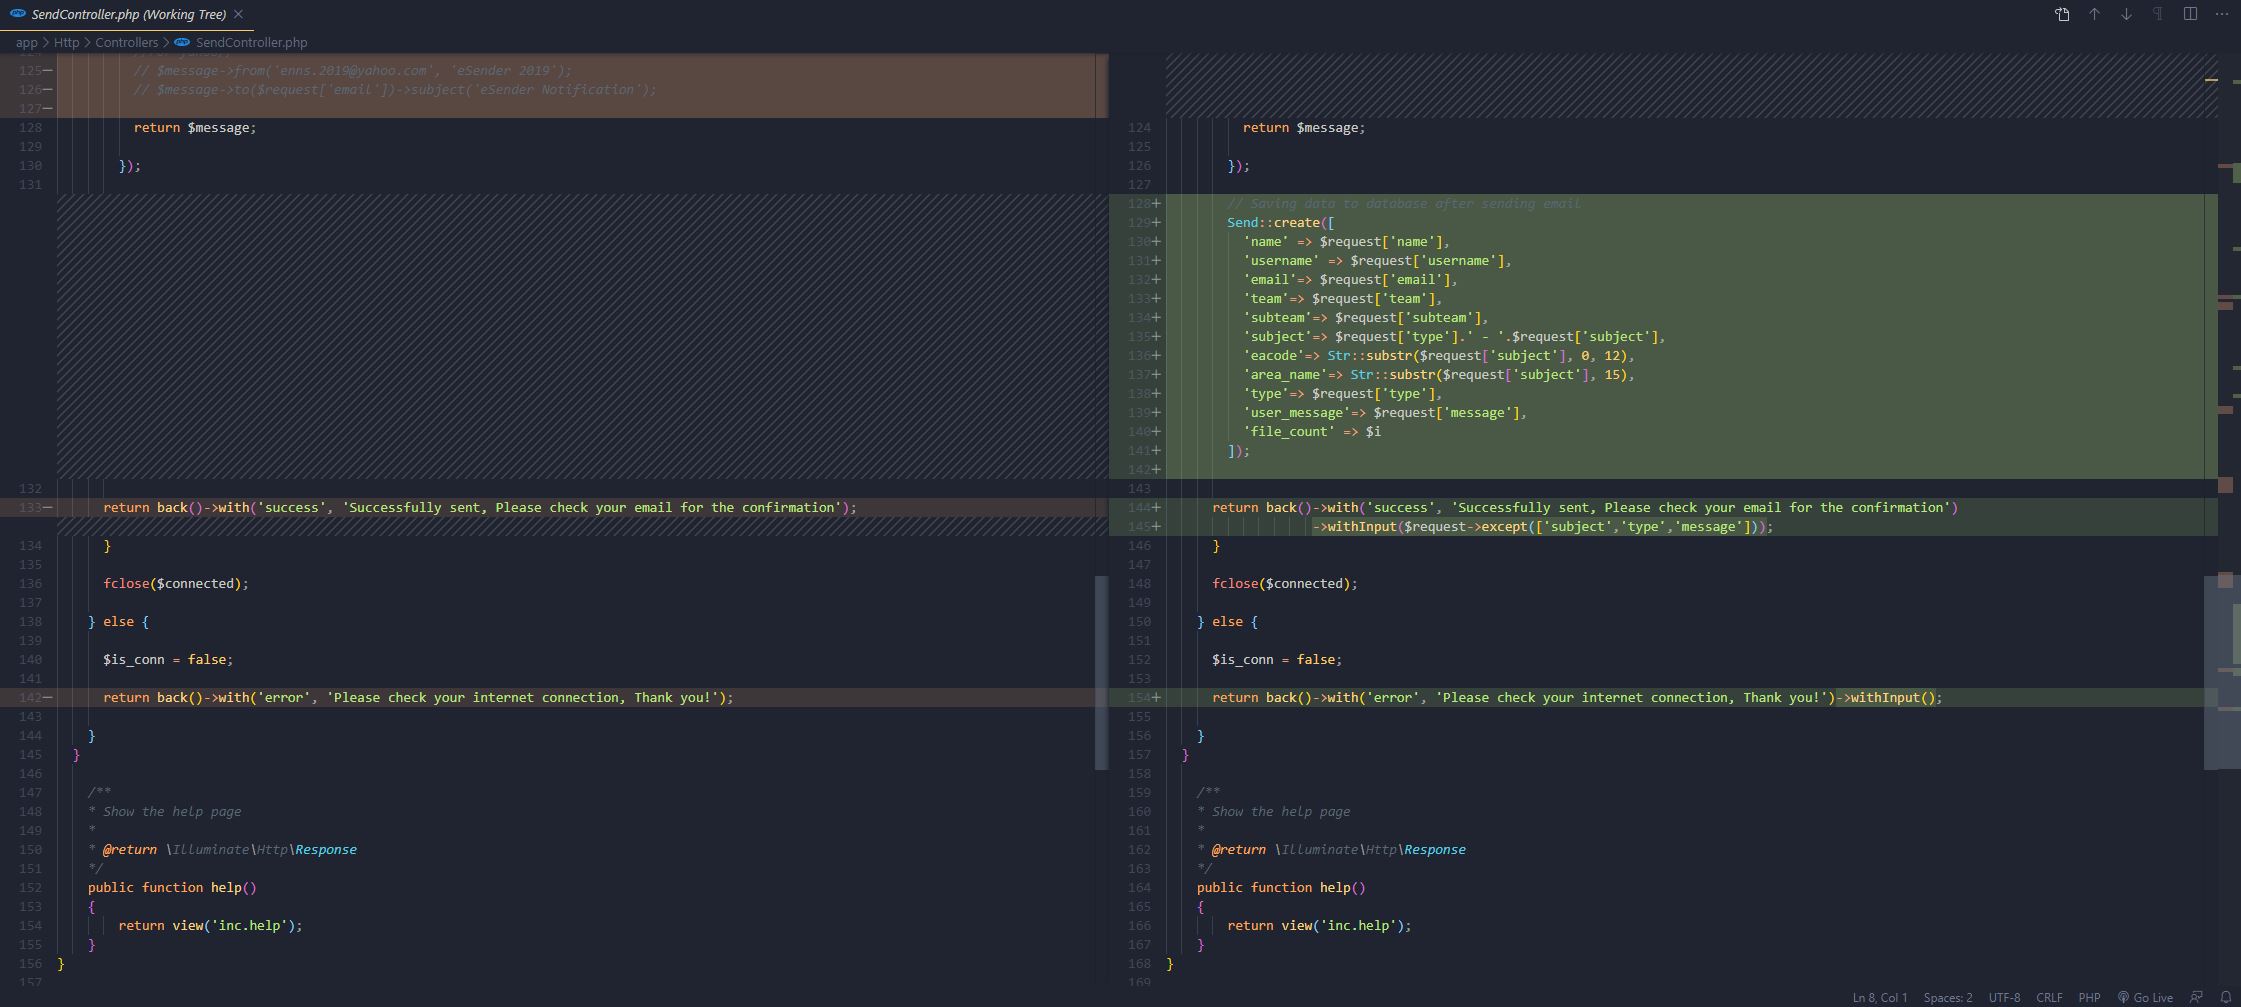 SendController.php (Working Tree)
app > Http > Controllers > SendController.php
125— // $message->from('enns.2019@yahoo.com', 'eSender 2019');
126— // $message->to($request['email'])->subject('eSender Notification');
127—
128 return $message;
129
130 });
131
132
133— return back()->with('success', 'Successfully sent, Please check your email for the confirmation');
134 }
135
136 fclose($connected);
137
138 } else {
139
140 $is_conn = false;
141
142— return back()->with('error', 'Please check your internet connection, Thank you!');
143
144 }
145 }
146
147 /**
148 * Show the help page
149 *
150 * @return \Illuminate\Http\Response
151 */
152 public function help()
153 {
154 return view('inc.help');
155 }
156 }
157
124 return $message;
125
126 });
127
128+ // Saving data to database after sending email
129+ Send::create([
130+ 'name' => $request['name'],
131+ 'username' => $request['username'],
132+ 'email'=> $request['email'],
133+ 'team'=> $request['team'],
134+ 'subteam'=> $request['subteam'],
135+ 'subject'=> $request['type'].' - '.$request['subject'],
136+ 'eacode'=> Str::substr($request['subject'], 0, 12),
137+ 'area_name'=> Str::substr($request['subject'], 15),
138+ 'type'=> $request['type'],
139+ 'user_message'=> $request['message'],
140+ 'file_count' => $i
141+ ]);
142+
143
144+ return back()->with('success', 'Successfully sent, Please check your email for the confirmation')
145+ ->withInput($request->except(['subject','type','message']));
146 }
147
148 fclose($connected);
149
150 } else {
151
152 $is_conn = false;
153
154+ return back()->with('error', 'Please check your internet connection, Thank you!')->withInput();
155
156 }
157 }
158
159 /**
160 * Show the help page
161 *
162 * @return \Illuminate\Http\Response
163 */
164 public function help()
165 {
166 return view('inc.help');
167 }
168 }
169
Ln 8, Col 1 Spaces: 2 UTF-8 CRLF PHP Go Live